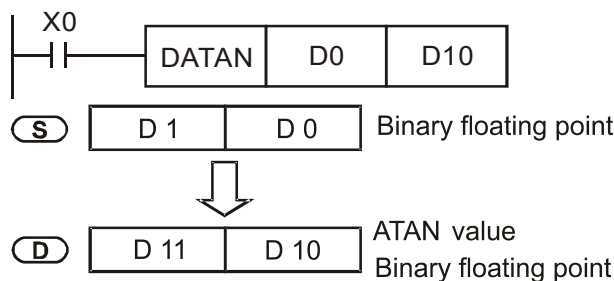 X0
DATAN D0 D10
S D 1 D 0 Binary floating point
D D 11 D 10 ATAN value
Binary floating point